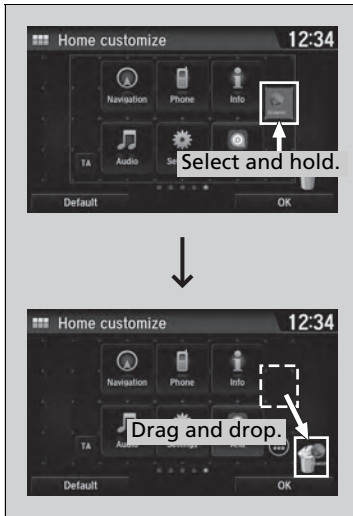 Home customize
12:34
Navigation
Phone
Info
TA
Audio
Select and hold.
Default
OK
Home customize
12:34
Navigation
Phone
Info
TA
Drag and drop.
Default
OK